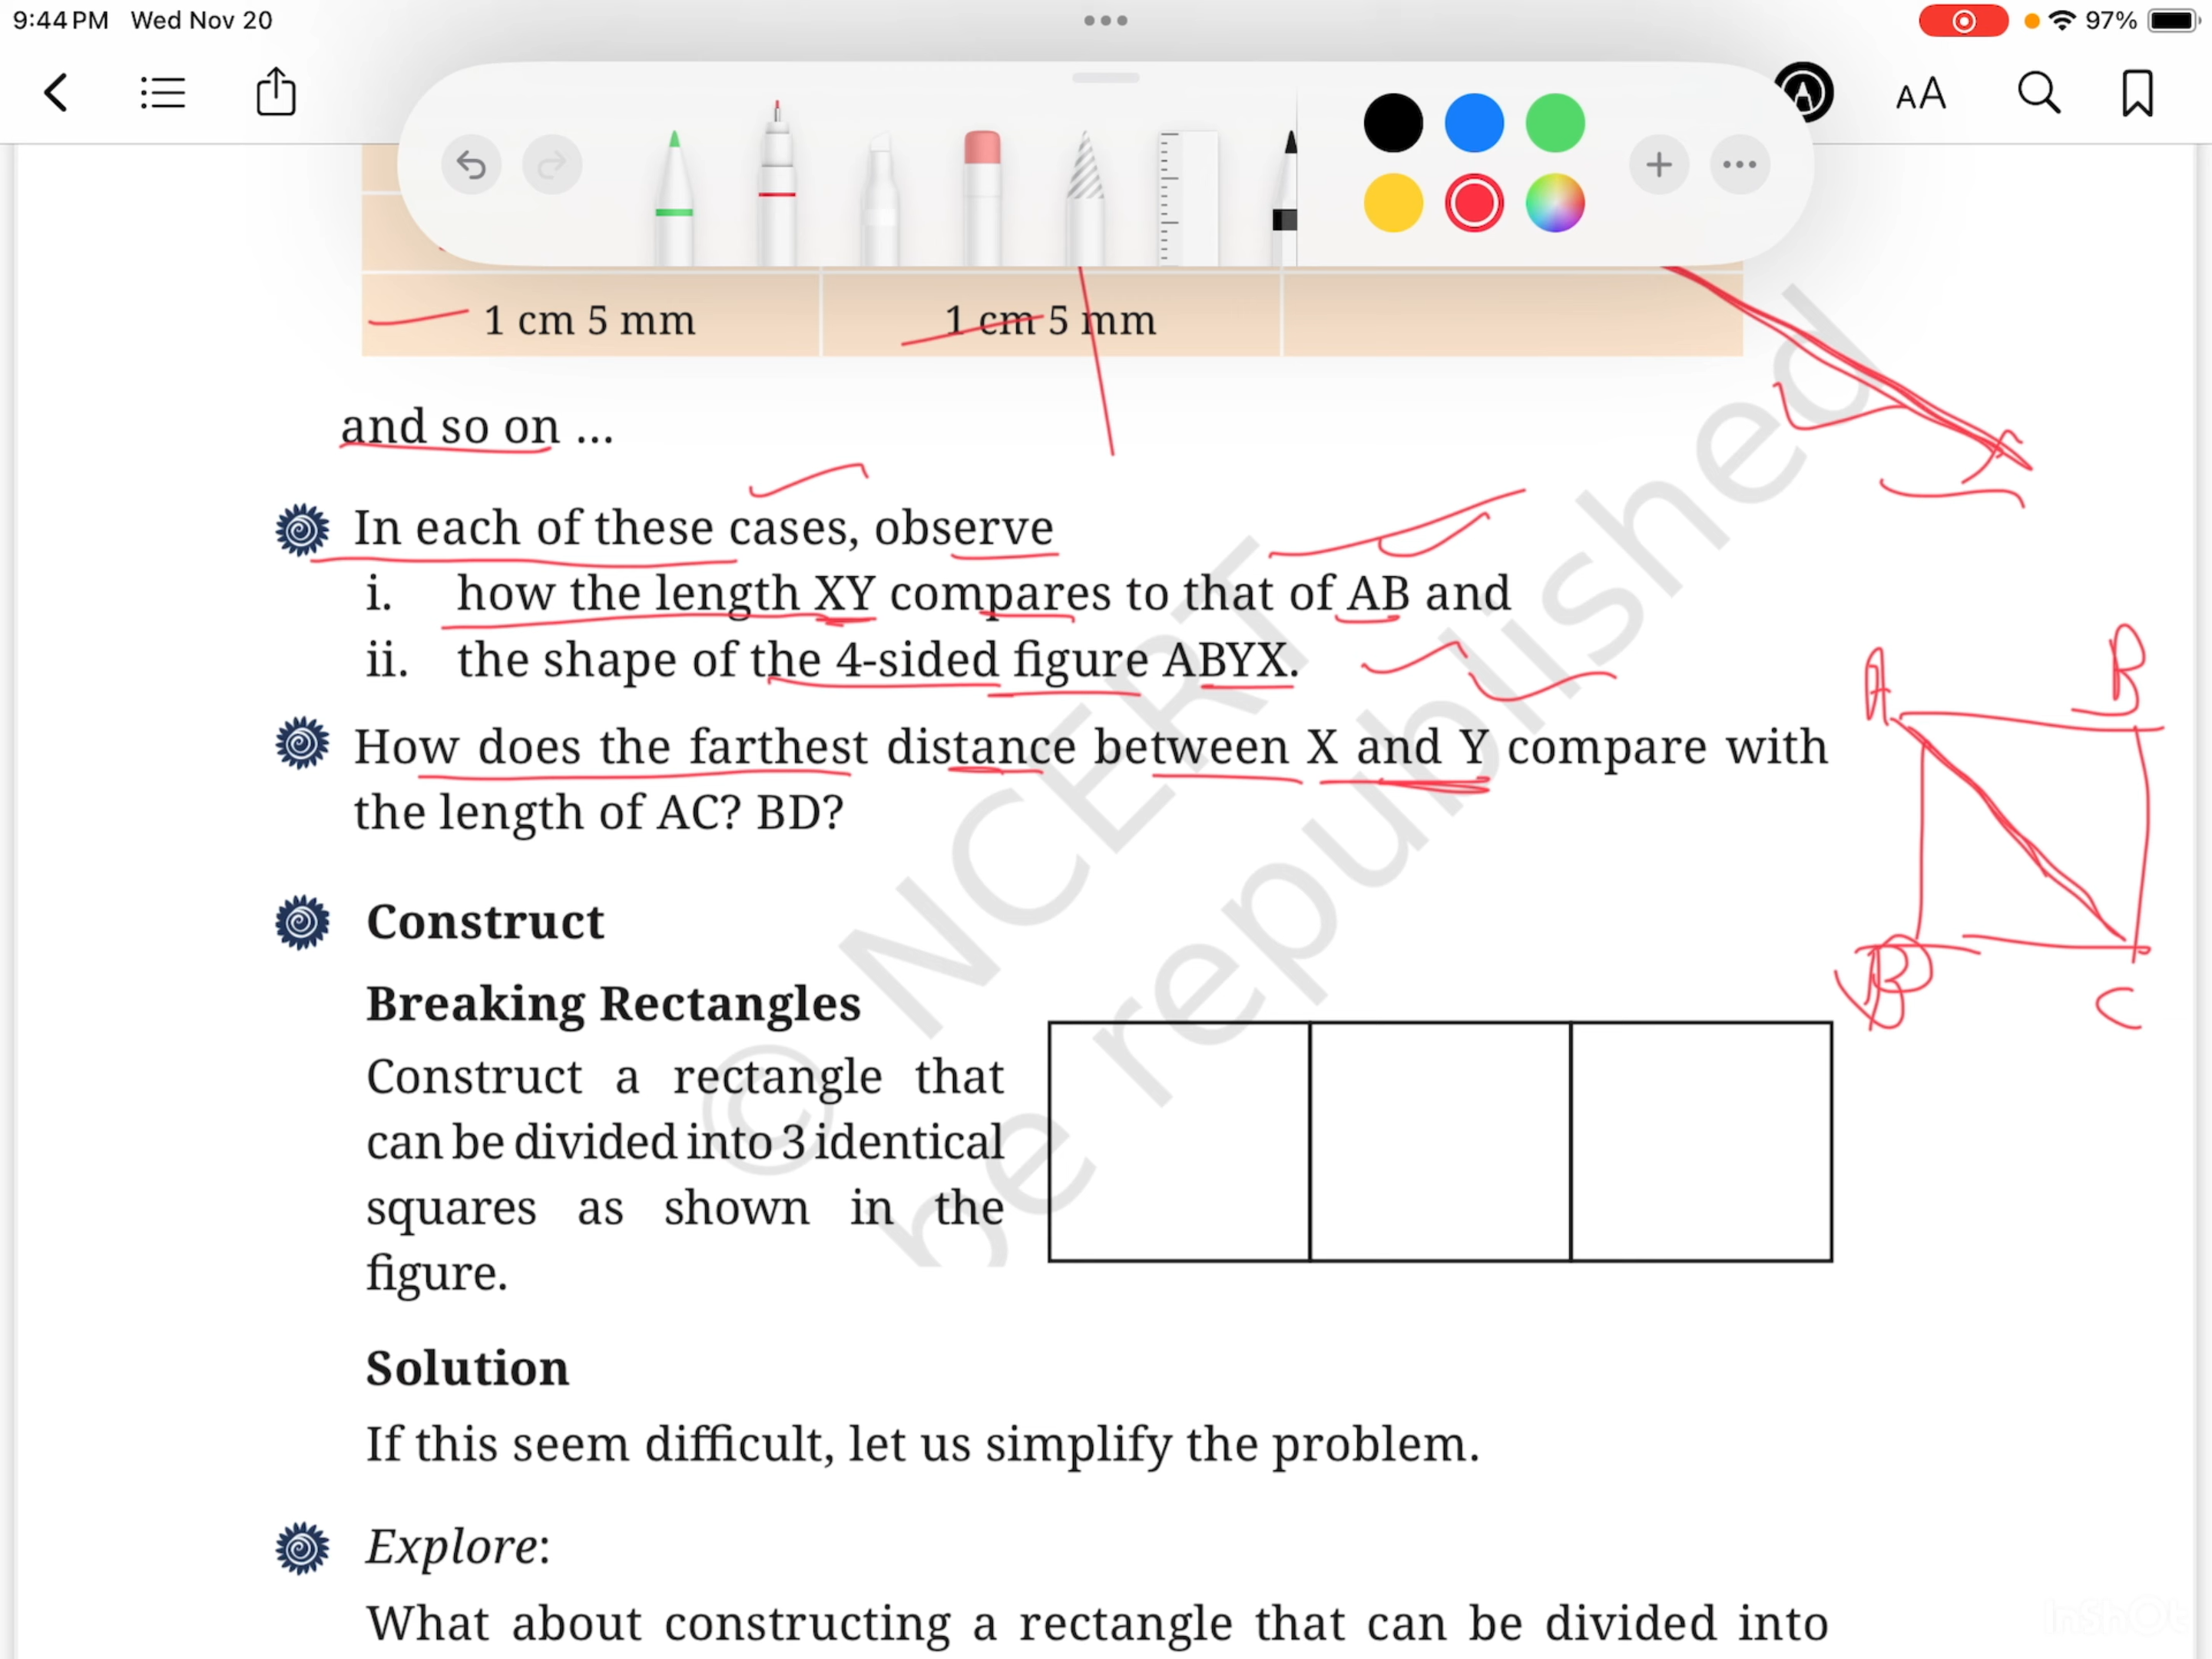 9:44 PM Wed Nov 20
97%
AA
1 cm 5 mm 1 cm 5 mm
and so on ...
In each of these cases, observe
i. how the length XY compares to that of AB and
ii. the shape of the 4-sided figure ABYX.
A B
How does the farthest distance between X and Y compare with
the length of AC? BD?
C
Construct
Breaking Rectangles
Construct a rectangle that
can be divided into 3 identical
squares as shown in the
figure.
Solution
If this seem difficult, let us simplify the problem.
Explore:
What about constructing a rectangle that can be divided into
© NCERT
be republished
InShOt